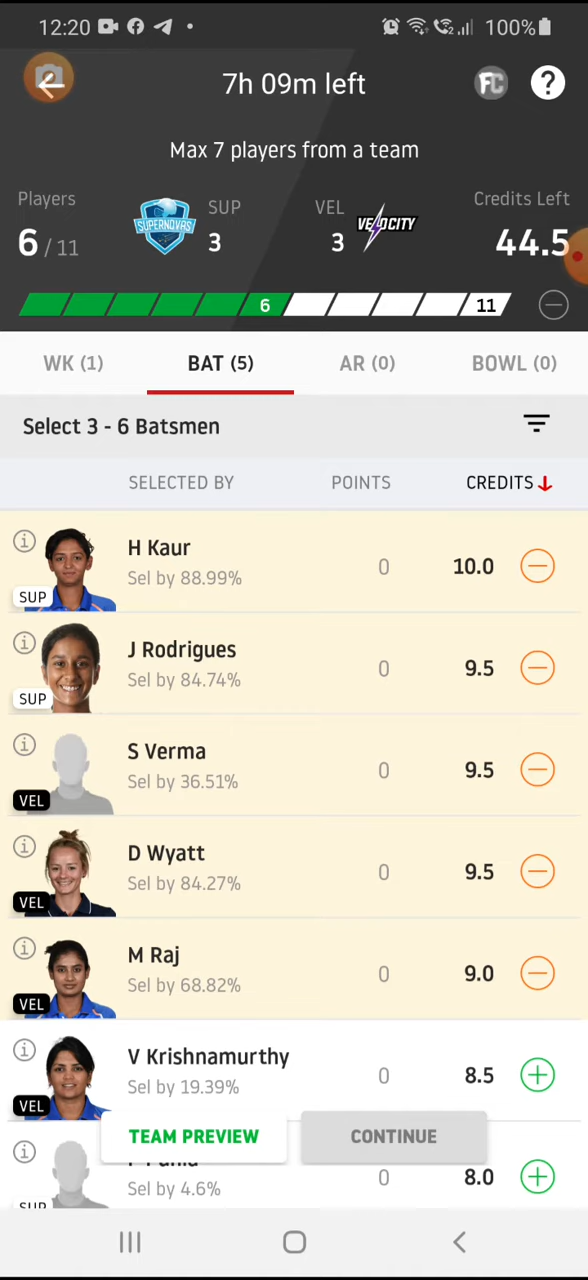 12:20 100%
7h 09m left FC ?
Max 7 players from a team
Players SUP VEL Credits Left
SUPERNOVAS VELOCITY
6 / 11 3 3 44.5
6 11
WK (1) BAT (5) AR (0) BOWL (0)
Select 3 - 6 Batsmen
SELECTED BY POINTS CREDITS
H Kaur
Sel by 88.99% 0 10.0
SUP
J Rodrigues
Sel by 84.74% 0 9.5
SUP
S Verma
Sel by 36.51% 0 9.5
VEL
D Wyatt
Sel by 84.27% 0 9.5
VEL
M Raj
Sel by 68.82% 0 9.0
VEL
V Krishnamurthy
Sel by 19.39% 0 8.5
VEL
TEAM PREVIEW CONTINUE
Sel by 4.6% 0 8.0
SUP